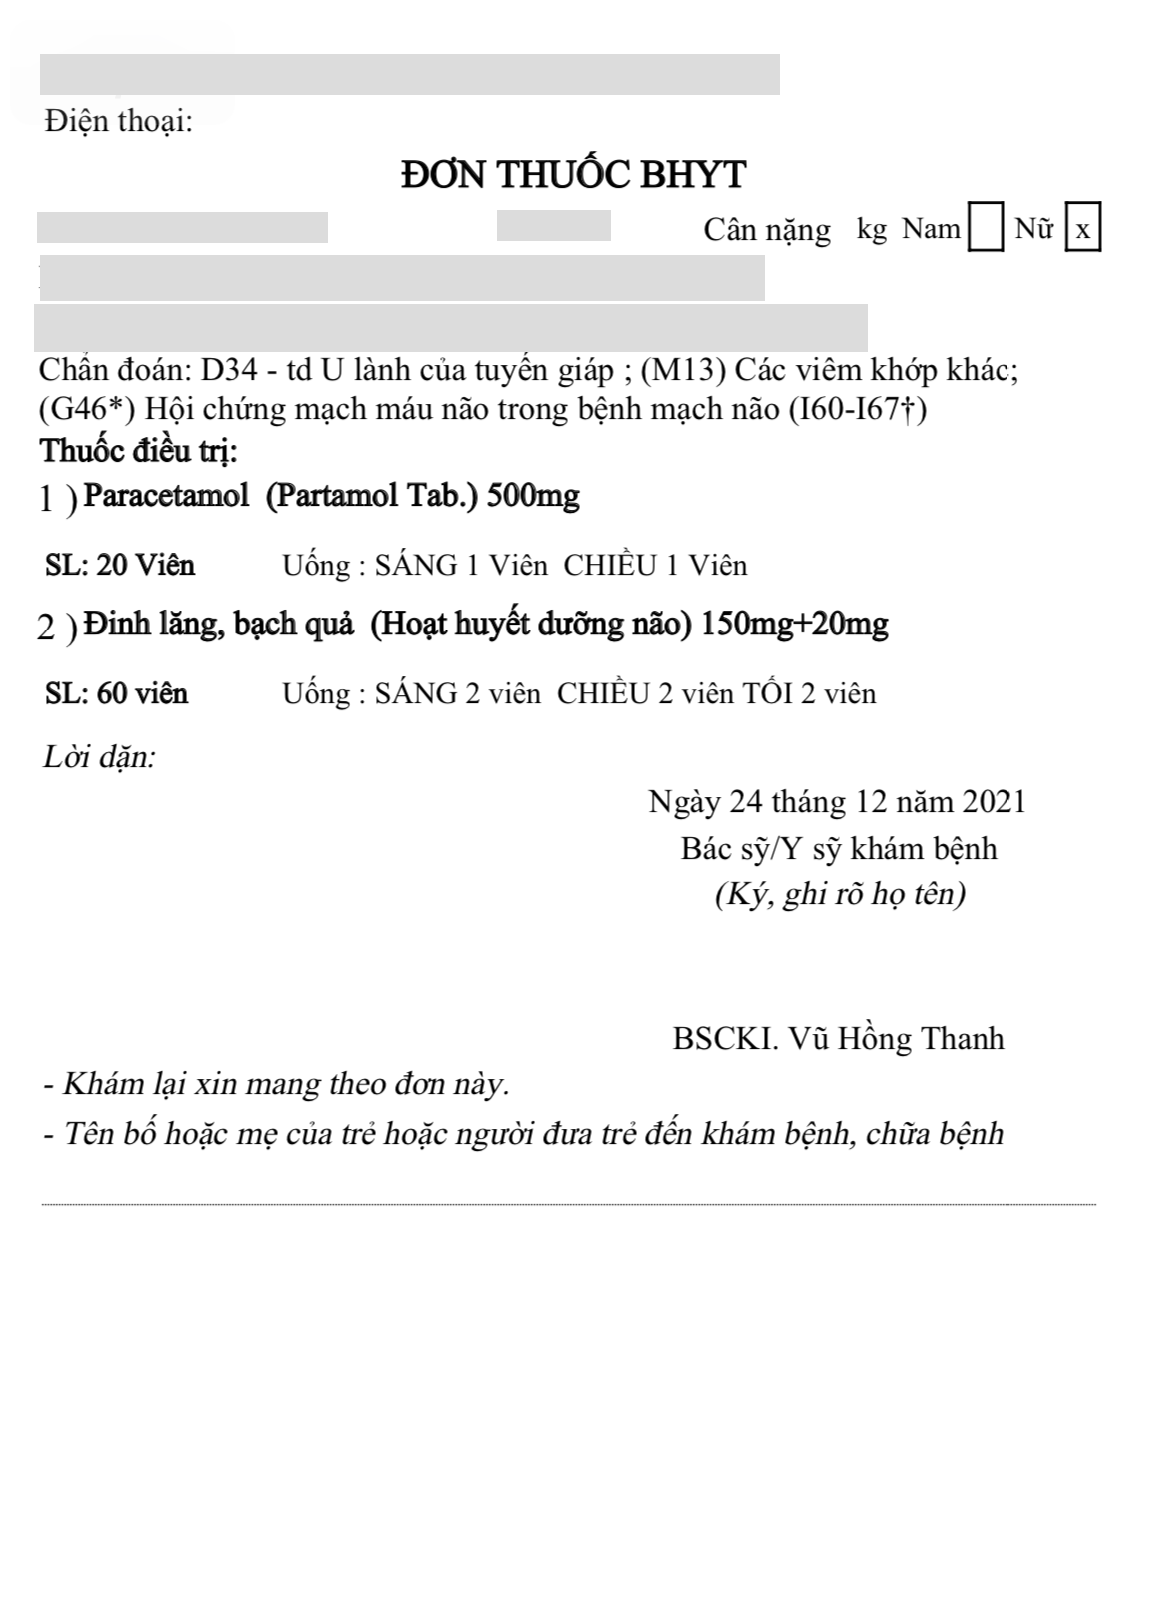 Điện thoại:
ĐƠN THUỐC BHYT
Cân nặng kg Nam Nữ x
Chẩn đoán: D34 - td U lành của tuyến giáp ; (M13) Các viêm khớp khác;
(G46*) Hội chứng mạch máu não trong bệnh mạch não (I60-I67†)
Thuốc điều trị:
1 ) Paracetamol (Partamol Tab.) 500mg
SL: 20 Viên Uống : SÁNG 1 Viên CHIỀU 1 Viên
2 ) Đinh lăng, bạch quả (Hoạt huyết dưỡng não) 150mg+20mg
SL: 60 viên Uống : SÁNG 2 viên CHIỀU 2 viên TỐI 2 viên
Lời dặn:
Ngày 24 tháng 12 năm 2021
Bác sỹ/Y sỹ khám bệnh
(Ký, ghi rõ họ tên)
BSCKI. Vũ Hồng Thanh
- Khám lại xin mang theo đơn này.
- Tên bố hoặc mẹ của trẻ hoặc người đưa trẻ đến khám bệnh, chữa bệnh